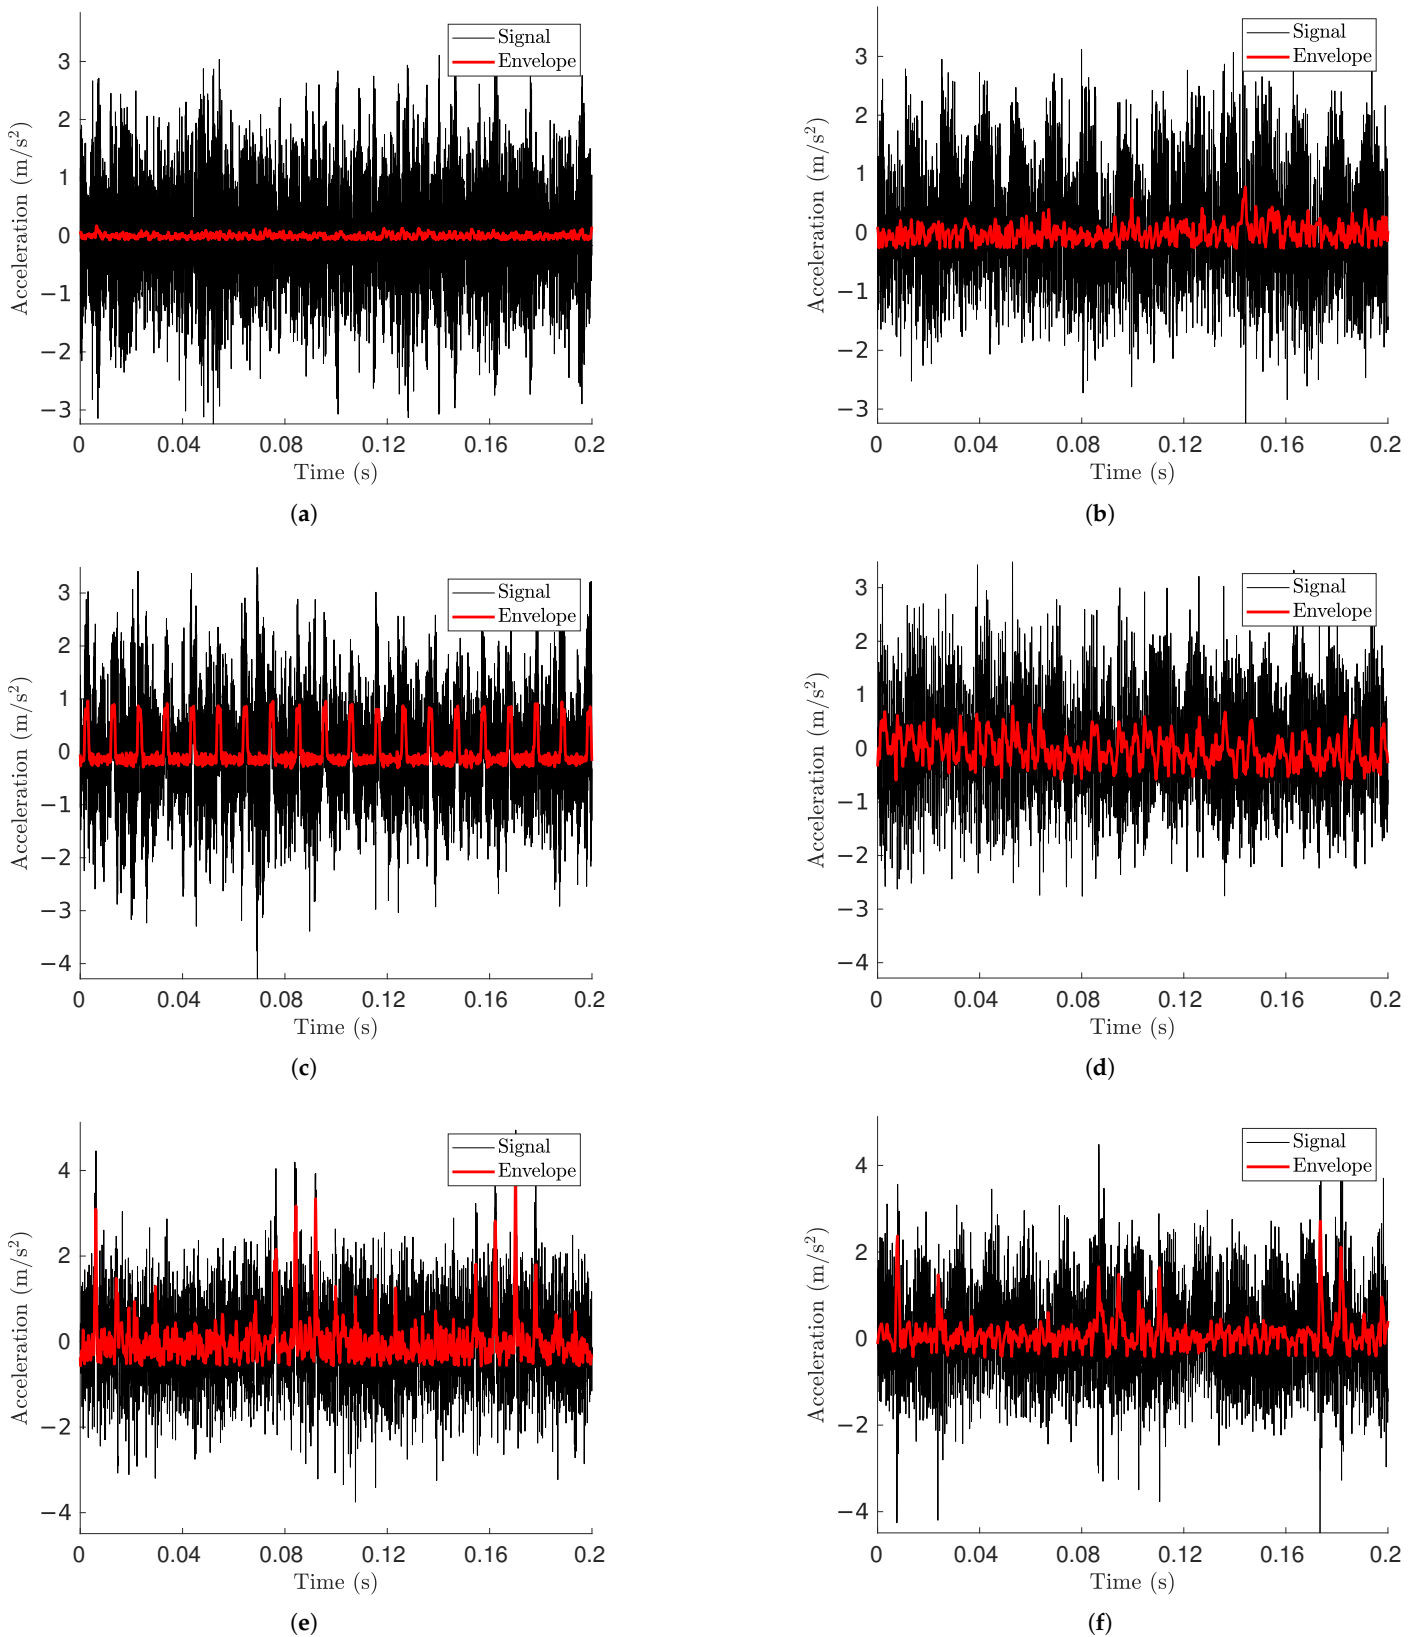 Signal
Envelope
Acceleration (m/s²)
3
2
1
0
−1
−2
−3
0 0.04 0.08 0.12 0.16 0.2
Time (s)
(a)
Signal
Envelope
Acceleration (m/s²)
3
2
1
0
−1
−2
−3
0 0.04 0.08 0.12 0.16 0.2
Time (s)
(b)
Signal
Envelope
Acceleration (m/s²)
3
2
1
0
−1
−2
−3
−4
0 0.04 0.08 0.12 0.16 0.2
Time (s)
(c)
Signal
Envelope
Acceleration (m/s²)
3
2
1
0
−1
−2
−3
−4
0 0.04 0.08 0.12 0.16 0.2
Time (s)
(d)
Signal
Envelope
Acceleration (m/s²)
4
2
0
−2
−4
0 0.04 0.08 0.12 0.16 0.2
Time (s)
(e)
Signal
Envelope
Acceleration (m/s²)
4
2
0
−2
−4
0 0.04 0.08 0.12 0.16 0.2
Time (s)
(f)